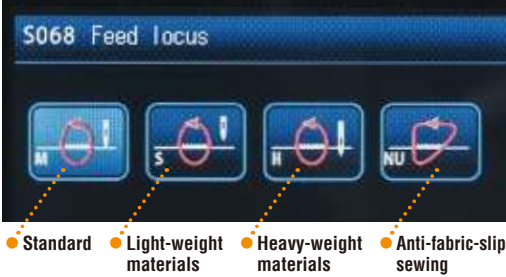 S068 Feed locus
M
S
H
NU
Standard
Light-weight
materials
Heavy-weight
materials
Anti-fabric-slip
sewing